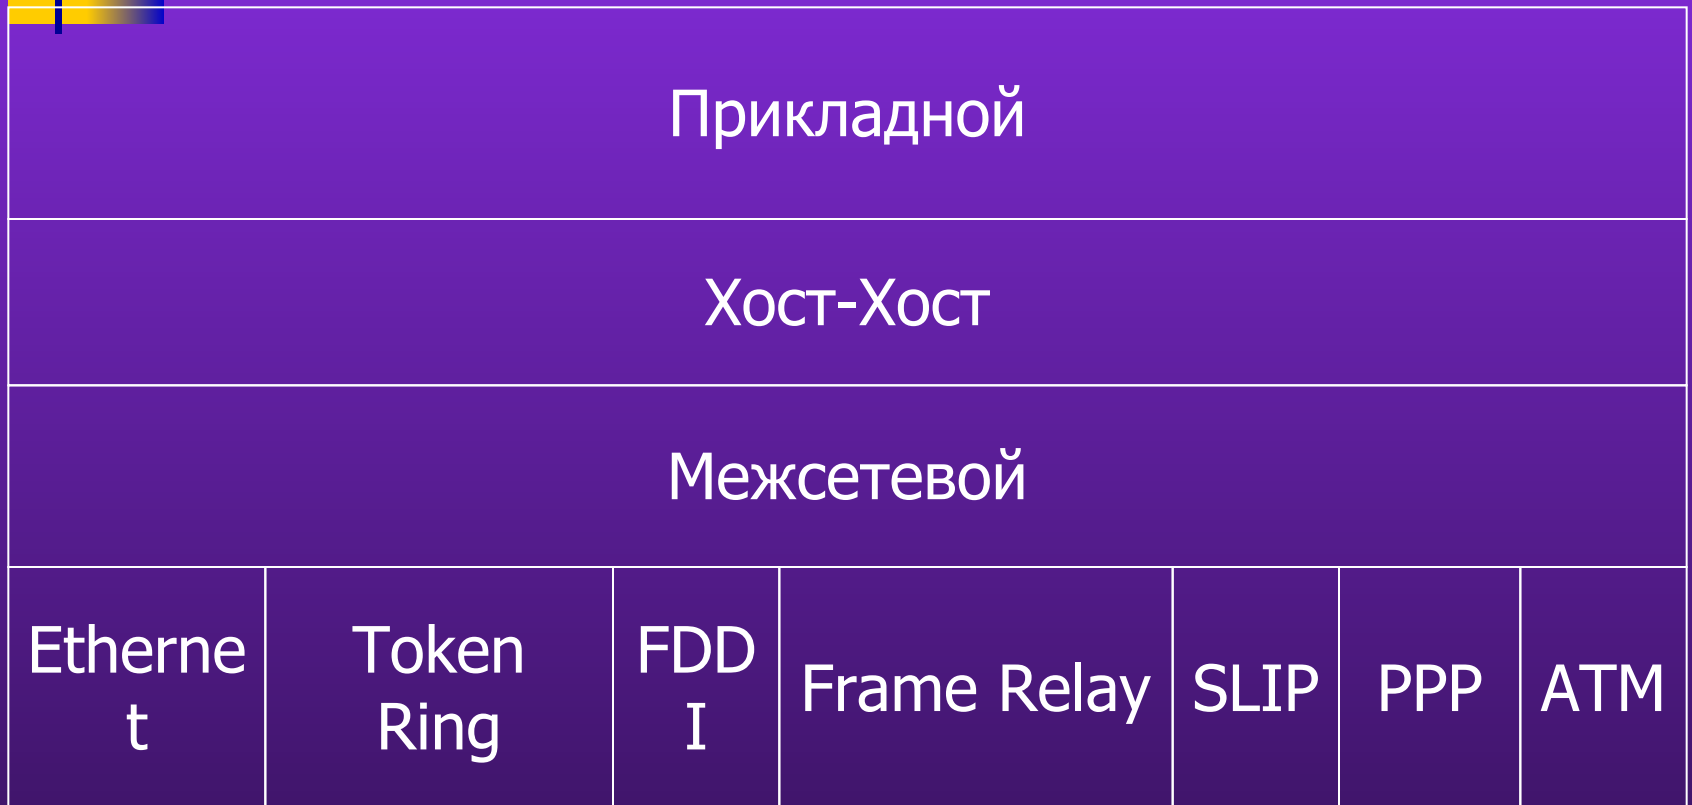 Прикладной
Хост-Хост
Межсетевой
Etherne
t
Token
Ring
FDD
I
Frame Relay
SLIP
PPP
ATM